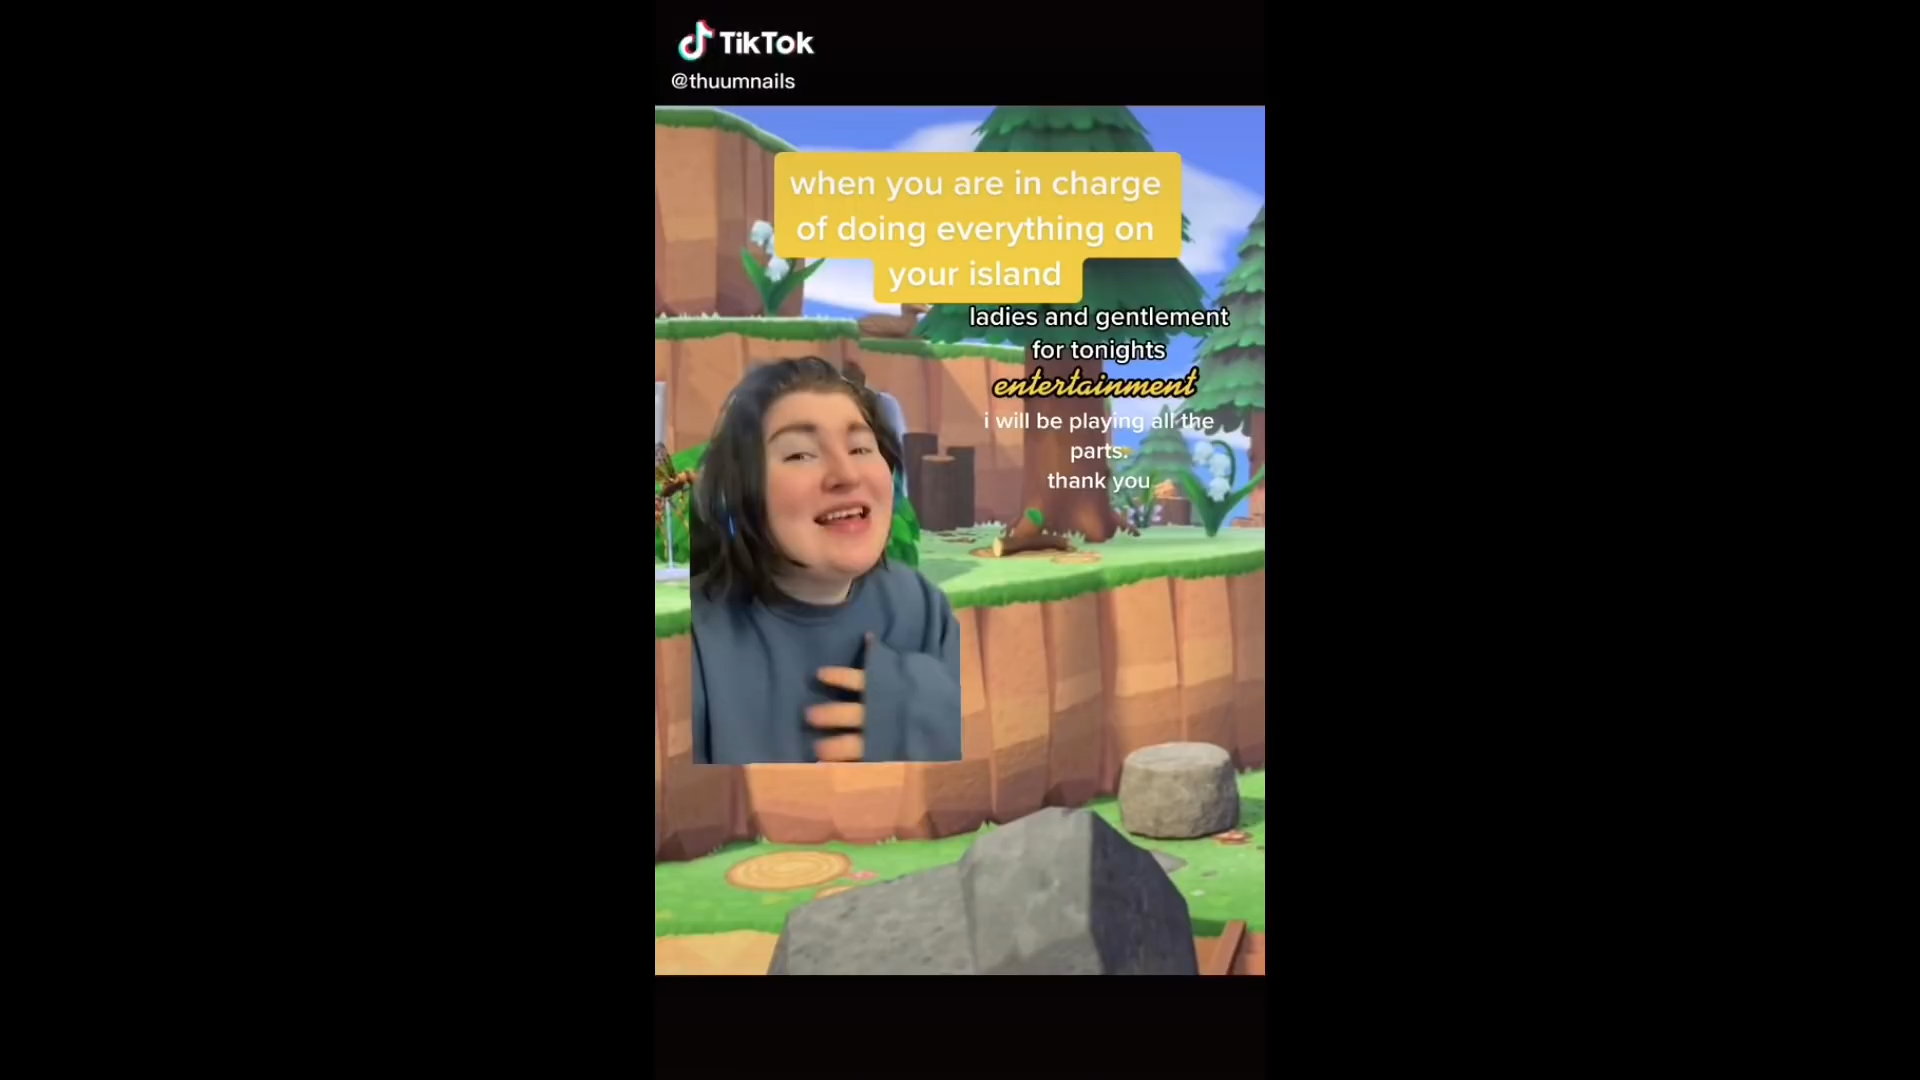 TikTok
@thuumnails
when you are in charge
of doing everything on
your island
ladies and gentlement
for tonights
entertainment
i will be playing all the
parts.
thank you